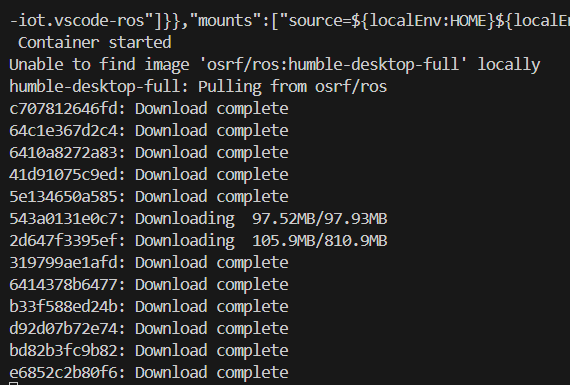 -iot.vscode-ros"]}},"mounts":["source=${localEnv:HOME}${localEn
Container started
Unable to find image 'osrf/ros:humble-desktop-full' locally
humble-desktop-full: Pulling from osrf/ros
c707812646fd: Download complete
64c1e367d2c4: Download complete
6410a8272a83: Download complete
41d91075c9ed: Download complete
5e134650a585: Download complete
543a0131e0c7: Downloading  97.52MB/97.93MB
2d647f3395ef: Downloading  105.9MB/810.9MB
319799ae1afd: Download complete
6414378b6477: Download complete
b33f588ed24b: Download complete
d92d07b72e74: Download complete
bd82b3fc9b82: Download complete
e6852c2b80f6: Download complete